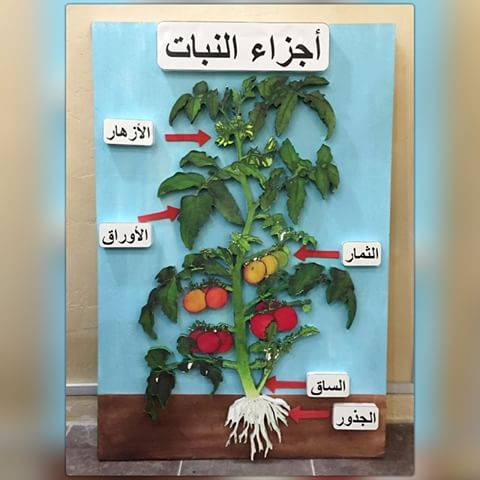 أجزاء النبات
الأزهار
الأوراق
الثمار
الساق
الجذور